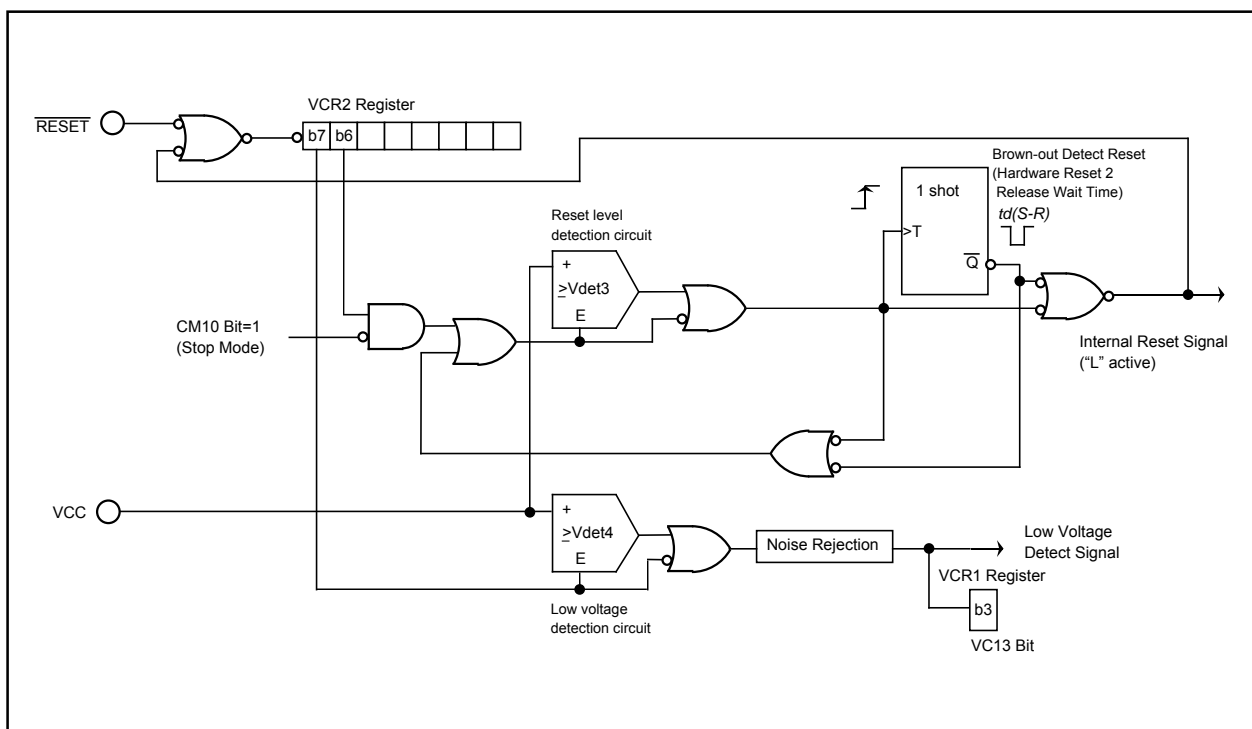 VCR2 Register
RESET
b7 b6
Brown-out Detect Reset
(Hardware Reset 2
Release Wait Time)
td(S-R)
1 shot
>T
Q
Reset level
detection circuit
+
≥Vdet3
E
CM10 Bit=1
(Stop Mode)
Internal Reset Signal
(“L” active)
VCC
+
≥Vdet4
E
Noise Rejection
Low Voltage
Detect Signal
VCR1 Register
b3
VC13 Bit
Low voltage
detection circuit